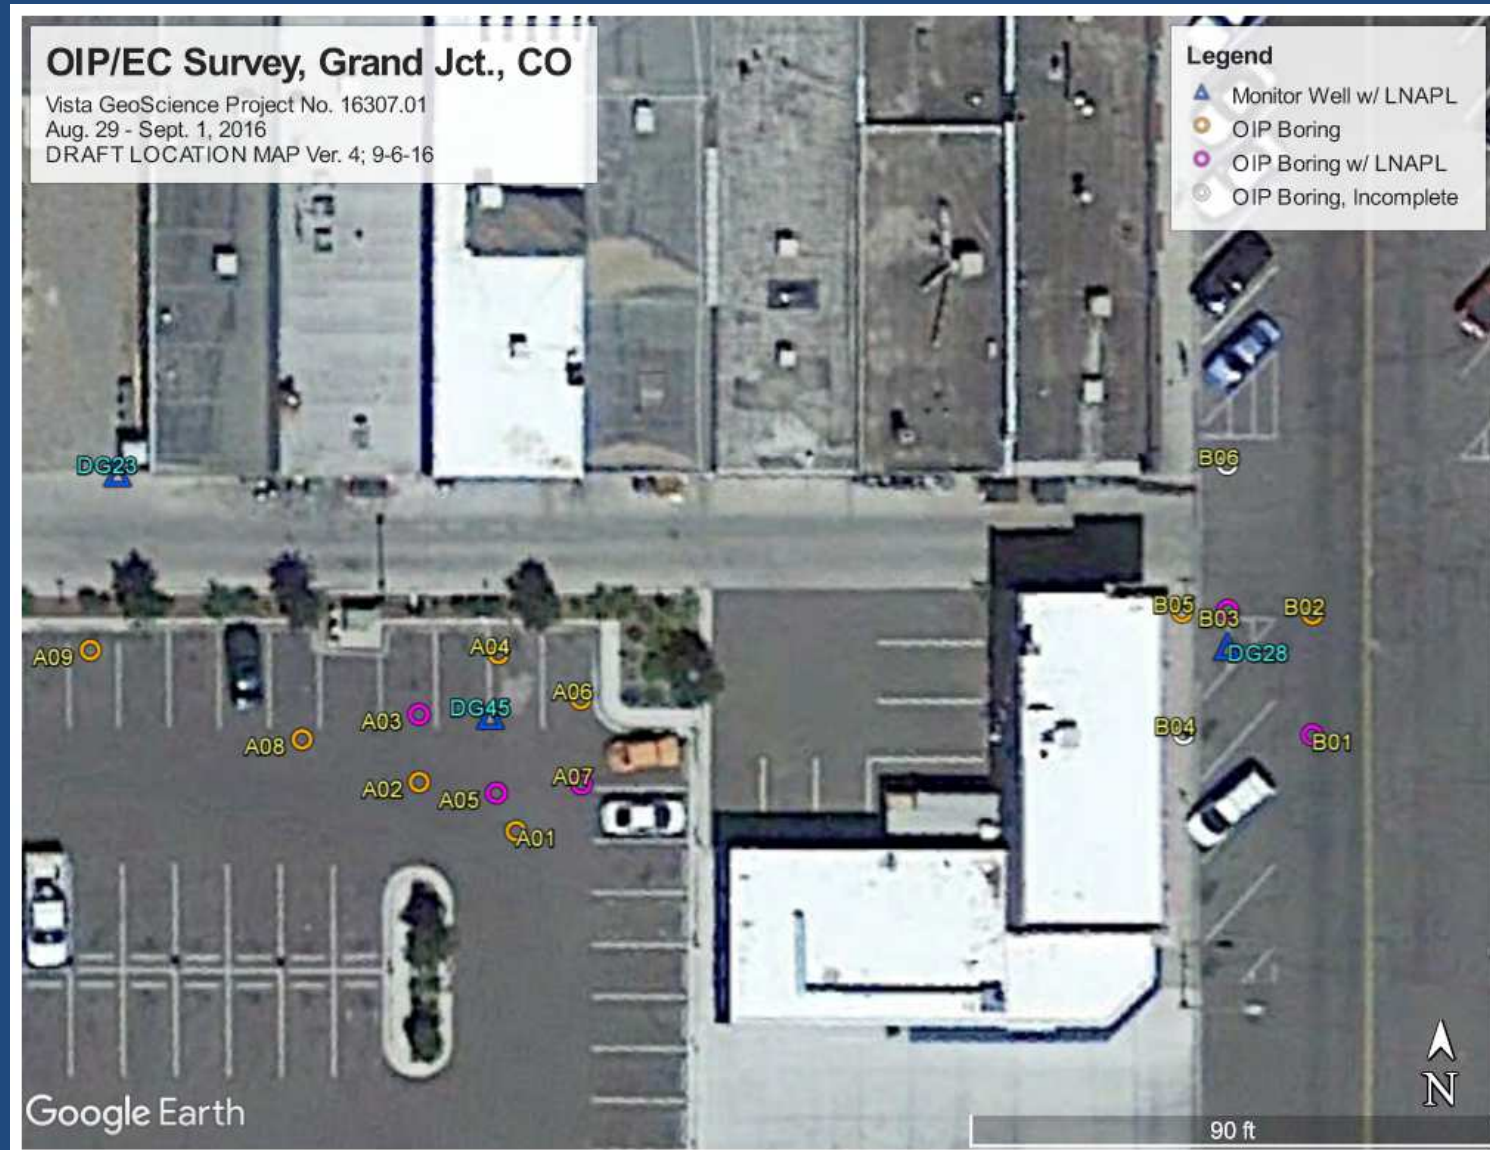 OIP/EC Survey, Grand Jct., CO
Vista GeoScience Project No. 16307.01
Aug. 29 - Sept. 1, 2016
DRAFT LOCATION MAP Ver. 4; 9-6-16
Legend
Monitor Well w/ LNAPL
OIP Boring
OIP Boring w/ LNAPL
OIP Boring, Incomplete
DG23
B06
B05
B03
B02
A09
A04
DG28
A06
A03
DG45
A08
B04
B01
A02
A05
A07
A01
Google Earth
N
90 ft